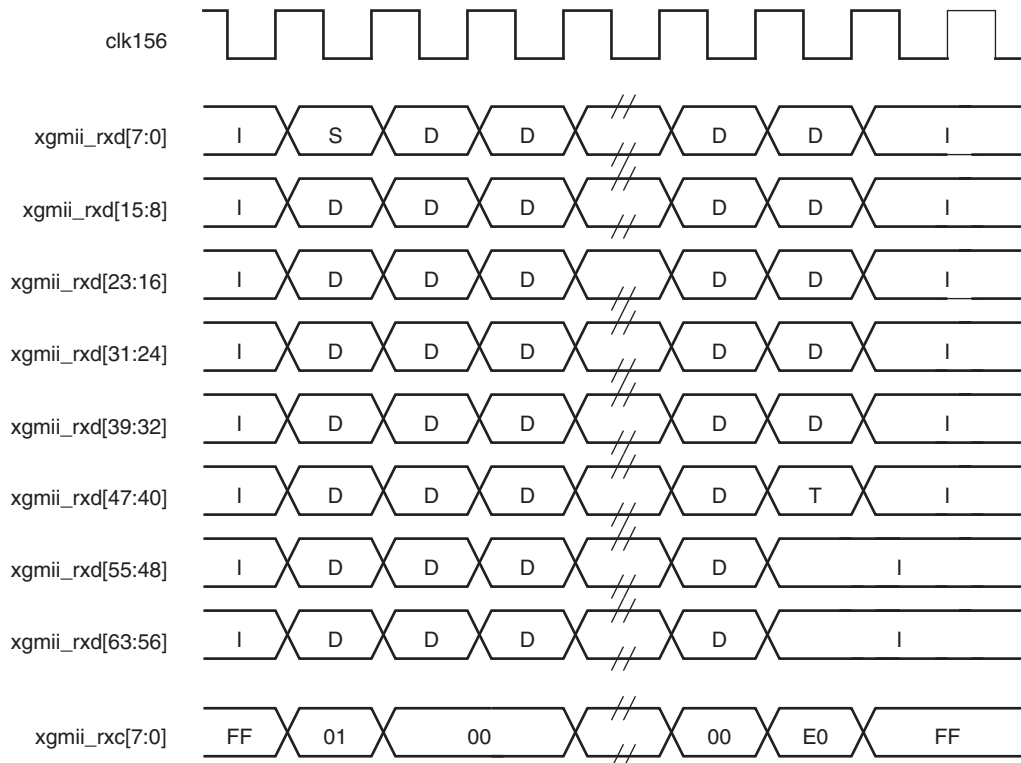 clk156
xgmii_rxd[7:0] I S D D D D I
xgmii_rxd[15:8] I D D D D D I
xgmii_rxd[23:16] I D D D D D I
xgmii_rxd[31:24] I D D D D D I
xgmii_rxd[39:32] I D D D D D I
xgmii_rxd[47:40] I D D D D T I
xgmii_rxd[55:48] I D D D D I
xgmii_rxd[63:56] I D D D D I
xgmii_rxc[7:0] FF 01 00 00 E0 FF